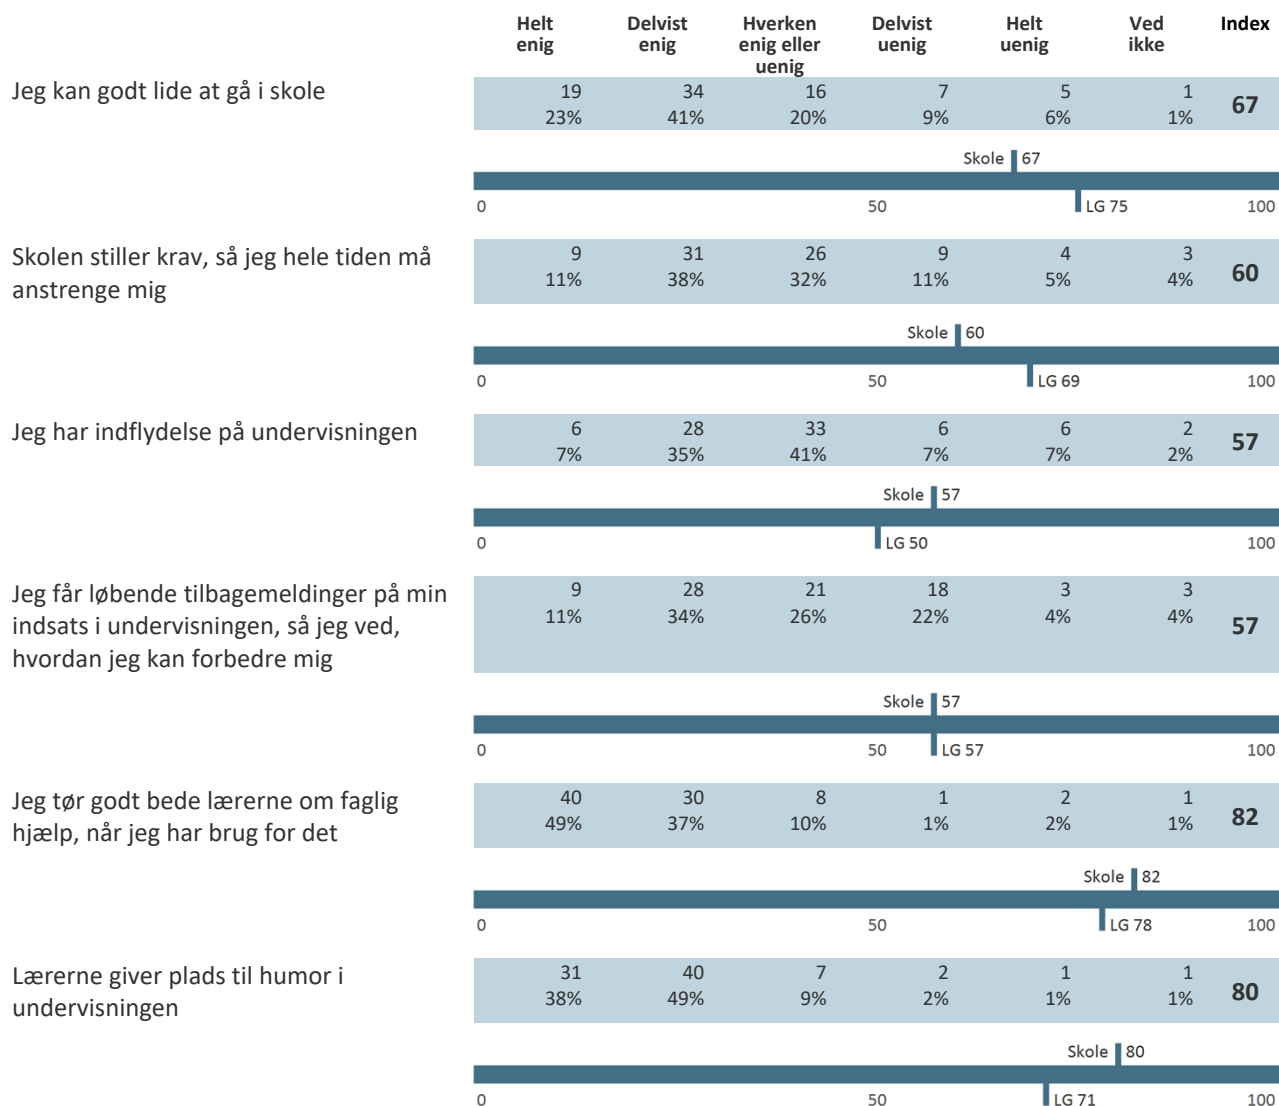 Helt enig Delvist enig Hverken enig eller uenig Delvist uenig Helt uenig Ved ikke Index
Jeg kan godt lide at gå i skole
19 34 16 7 5 1 67
23% 41% 20% 9% 6% 1%
Skole 67
0 50 LG 75 100
Skolen stiller krav, så jeg hele tiden må
anstrenge mig
9 31 26 9 4 3 60
11% 38% 32% 11% 5% 4%
Skole 60
0 50 LG 69 100
Jeg har indflydelse på undervisningen
6 28 33 6 6 2 57
7% 35% 41% 7% 7% 2%
Skole 57
0 LG 50 100
Jeg får løbende tilbagemeldinger på min
indsats i undervisningen, så jeg ved,
hvordan jeg kan forbedre mig
9 28 21 18 3 3 57
11% 34% 26% 22% 4% 4%
Skole 57
0 50 LG 57 100
Jeg tør godt bede lærerne om faglig
hjælp, når jeg har brug for det
40 30 8 1 2 1 82
49% 37% 10% 1% 2% 1%
Skole 82
0 50 LG 78 100
Lærerne giver plads til humor i
undervisningen
31 40 7 2 1 1 80
38% 49% 9% 2% 1% 1%
Skole 80
0 50 LG 71 100